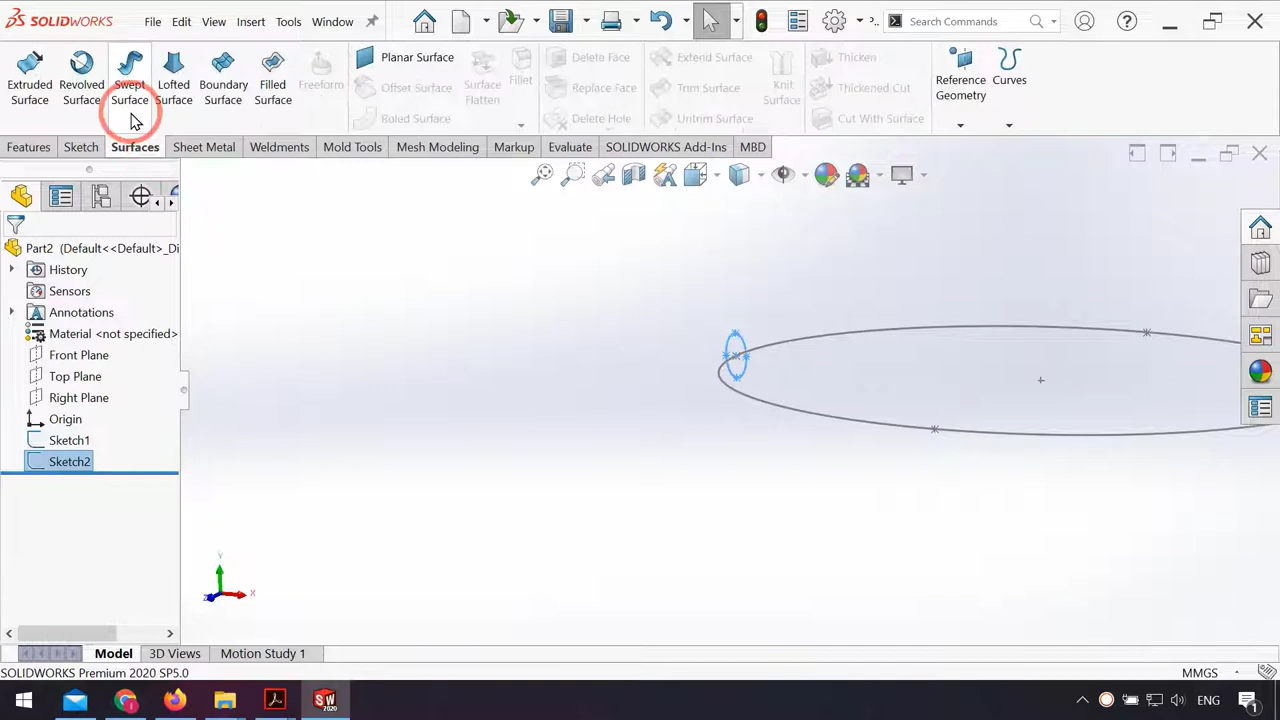 SOLIDWORKS File Edit View Insert Tools Window Search Commands
Extruded Surface Revolved Surface Swept Surface Lofted Surface Boundary Surface Filled Surface Freeform
Planar Surface
Offset Surface
Ruled Surface
Surface Flatten
Fillet
Delete Face
Replace Face
Delete Hole
Extend Surface
Trim Surface
Untrim Surface
Knit Surface
Thicken
Thickened Cut
Cut With Surface
Reference Geometry
Curves
Features Sketch Surfaces Sheet Metal Weldments Mold Tools Mesh Modeling Markup Evaluate SOLIDWORKS Add-Ins MBD
Part2 (Default<<Default>_Di
History
Sensors
Annotations
Material <not specified>
Front Plane
Top Plane
Right Plane
Origin
Sketch1
Sketch2
Y
X
Z
Model 3D Views Motion Study 1
SOLIDWORKS Premium 2020 SP5.0 MMGS
SW 2020
ENG
1